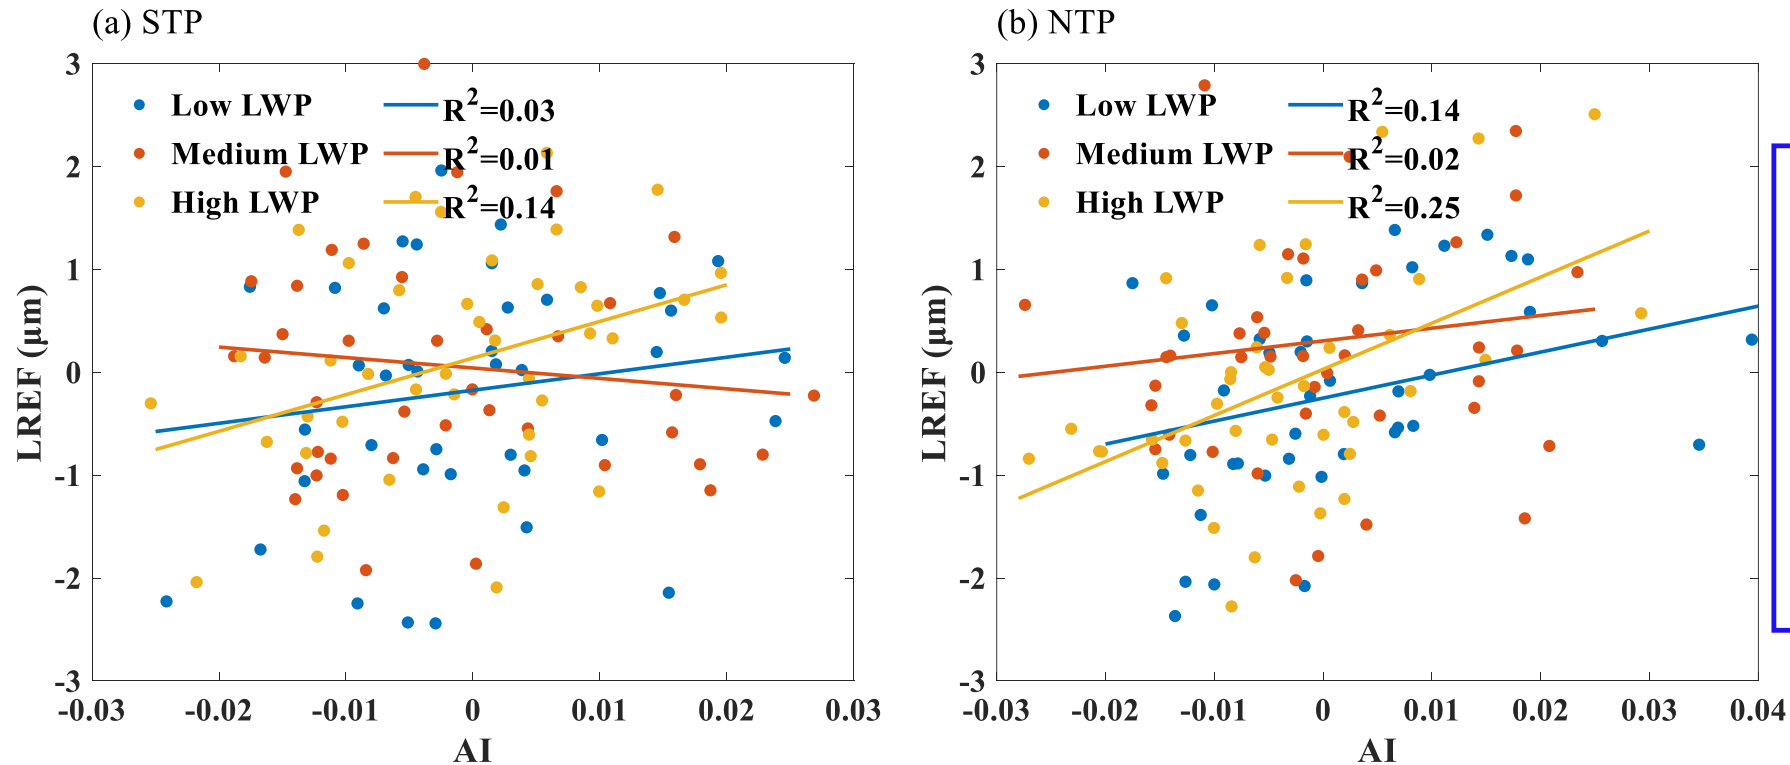 (a) STP
3
2
1
0
-1
-2
-3
LREF (μm)
Low LWP
R²=0.03
Medium LWP
R²=0.01
High LWP
R²=0.14
-0.03 -0.02 -0.01 0 0.01 0.02 0.03
AI
(b) NTP
3
2
1
0
-1
-2
-3
LREF (μm)
Low LWP
R²=0.14
Medium LWP
R²=0.02
High LWP
R²=0.25
-0.03 -0.02 -0.01 0 0.01 0.02 0.03 0.04
AI